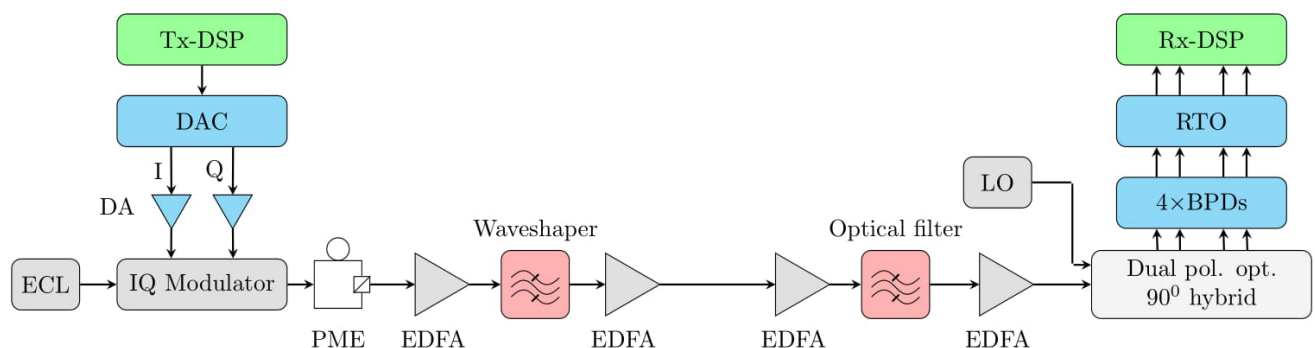 Tx-DSP
DAC
I
Q
DA
ECL
IQ Modulator
PME
EDFA
Waveshaper
EDFA
EDFA
Optical filter
EDFA
LO
Rx-DSP
RTO
4×BPDs
Dual pol. opt.
90⁰ hybrid